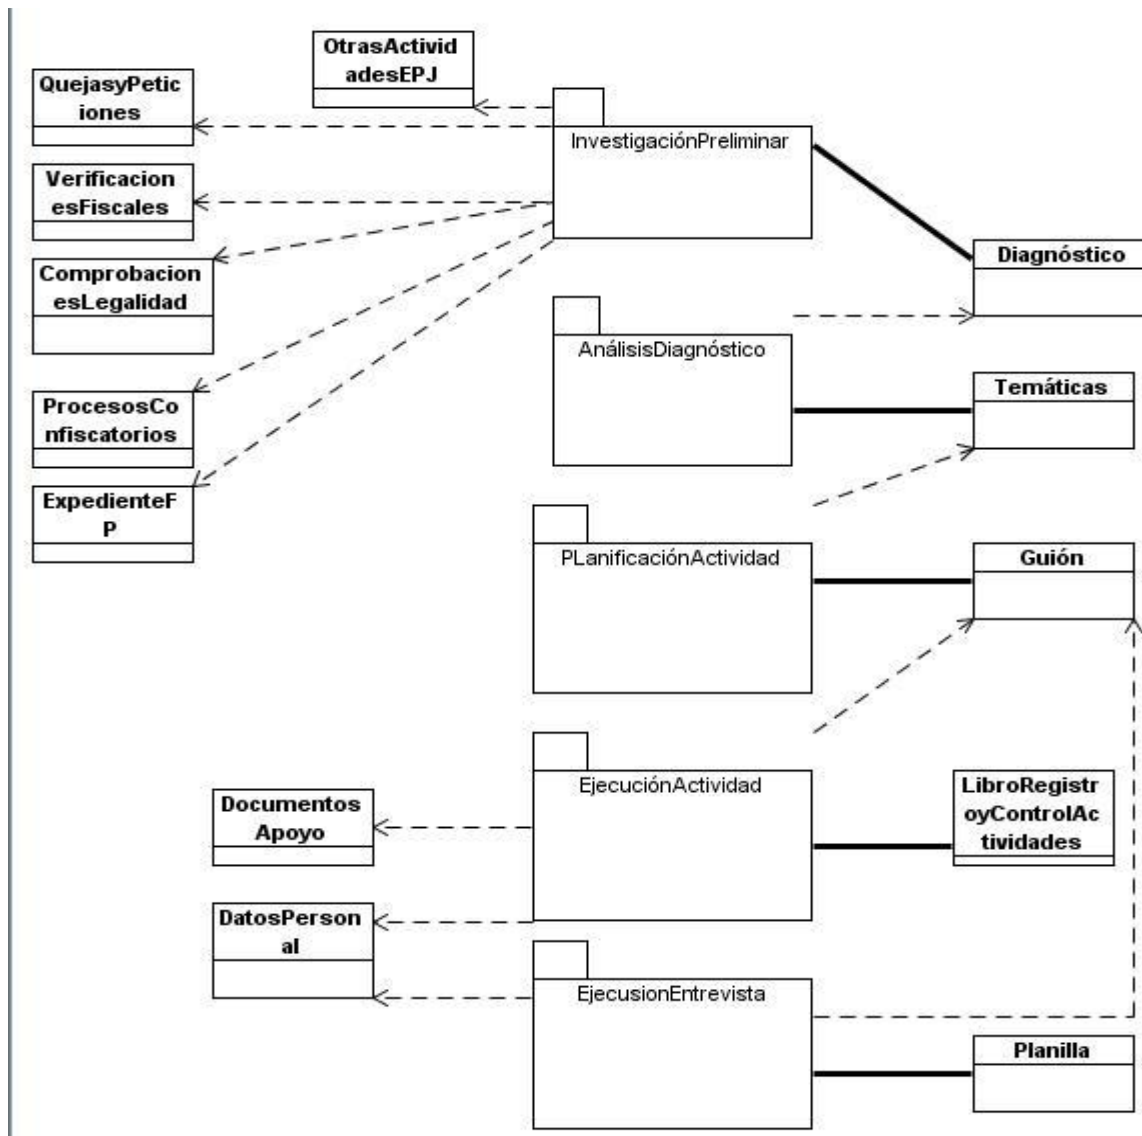 OtrasActivid
adesEPJ
QuejasyPetic
iones
InvestigaciónPreliminar
Verificacion
esFiscales
Comprobacion
esLegalidad
Diagnóstico
AnálisisDiagnóstico
Temáticas
ProcesosCo
nfiscatorios
ExpedienteF
P
PLanificaciónActividad
Guión
EjecuciónActividad
LibroRegistr
oyControlAc
tividades
Documentos
Apoyo
DatosPerson
al
EjecusionEntrevista
Planilla